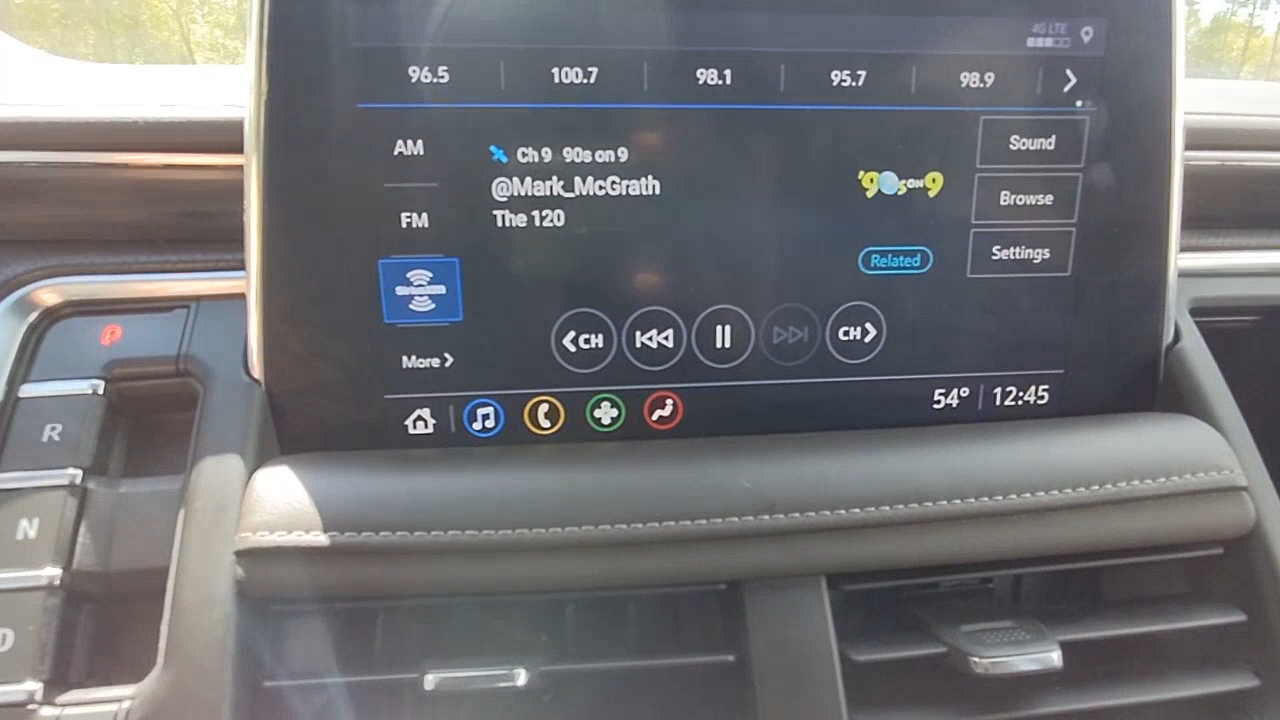 4G LTE
96.5 100.7 98.1 95.7 98.9
AM
Ch 9 90s on 9
@Mark_McGrath
The 120
'90s ON 9
Sound
Browse
Settings
FM
Related
SiriusXM
CH CH
More
54° 12:45
P
R
N
D